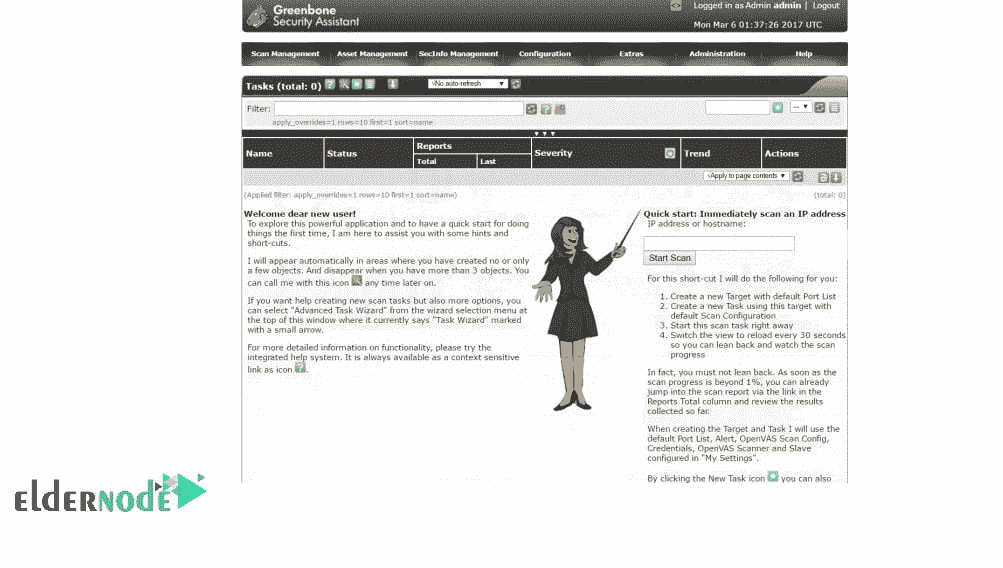 Greenbone
Security Assistant
Logged in as Admin admin | Logout
Mon Mar 6 01:37:26 2017 UTC
Scan Management Asset Management SecInfo Management Configuration Extras Administration Help
Tasks (total: 0)
√No auto-refresh
Filter:
apply_overrides=1 rows=10 first=1 sort=name
--
Name Status Reports Severity Trend Actions
Total Last
√Apply to page contents
(Applied filter: apply_overrides=1 rows=10 first=1 sort=name)
(total: 0)
Welcome dear new user!
To explore this powerful application and to have a quick start for doing
things the first time, I am here to assist you with some hints and
short-cuts.
I will appear automatically in areas where you have created no or only
a few objects. And disappear when you have more than 3 objects. You
can call me with this icon any time later on.
If you want help creating new scan tasks but also more options, you
can select "Advanced Task Wizard" from the wizard selection menu at
the top of this window where it currently says "Task Wizard" marked
with a small arrow.
For more detailed information on functionality, please try the
integrated help system. It is always available as a context sensitive
link as icon ?.
Quick start: Immediately scan an IP address
IP address or hostname:
Start Scan
For this short-cut I will do the following for you:
1. Create a new Target with default Port List
2. Create a new Task using this target with
default Scan Configuration
3. Start this scan task right away
4. Switch the view to reload every 30 seconds
so you can lean back and watch the scan
progress
In fact, you must not lean back. As soon as the
scan progress is beyond 1%, you can already
jump into the scan report via the link in the
Reports Total column and review the results
collected so far.
When creating the Target and Task I will use the
default Port List, Alert, OpenVAS Scan Config,
Credentials, OpenVAS Scanner and Slave
configured in "My Settings".
By clicking the New Task icon you can also
eldernode